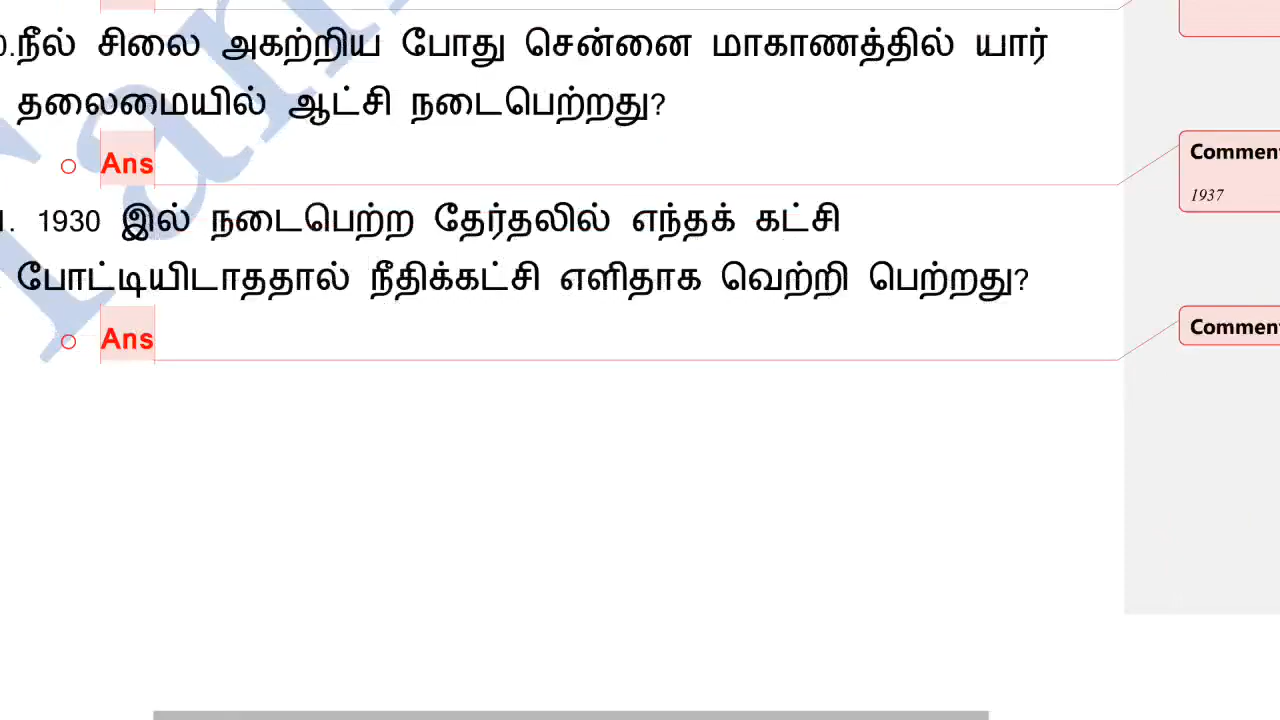 0.நீல் சிலை அகற்றிய போது சென்னை மாகாணத்தில் யார்
தலைமையில் ஆட்சி நடைபெற்றது?
Ans
Comment
1937
1. 1930 இல் நடைபெற்ற தேர்தலில் எந்தக் கட்சி
போட்டியிடாததால் நீதிக்கட்சி எளிதாக வெற்றி பெற்றது?
Ans
Comment